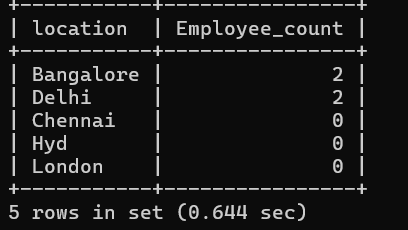 +-----------+----------------+
| location  | Employee_count |
+-----------+----------------+
| Bangalore |              2 |
| Delhi     |              2 |
| Chennai   |              0 |
| Hyd       |              0 |
| London    |              0 |
+-----------+----------------+
5 rows in set (0.644 sec)